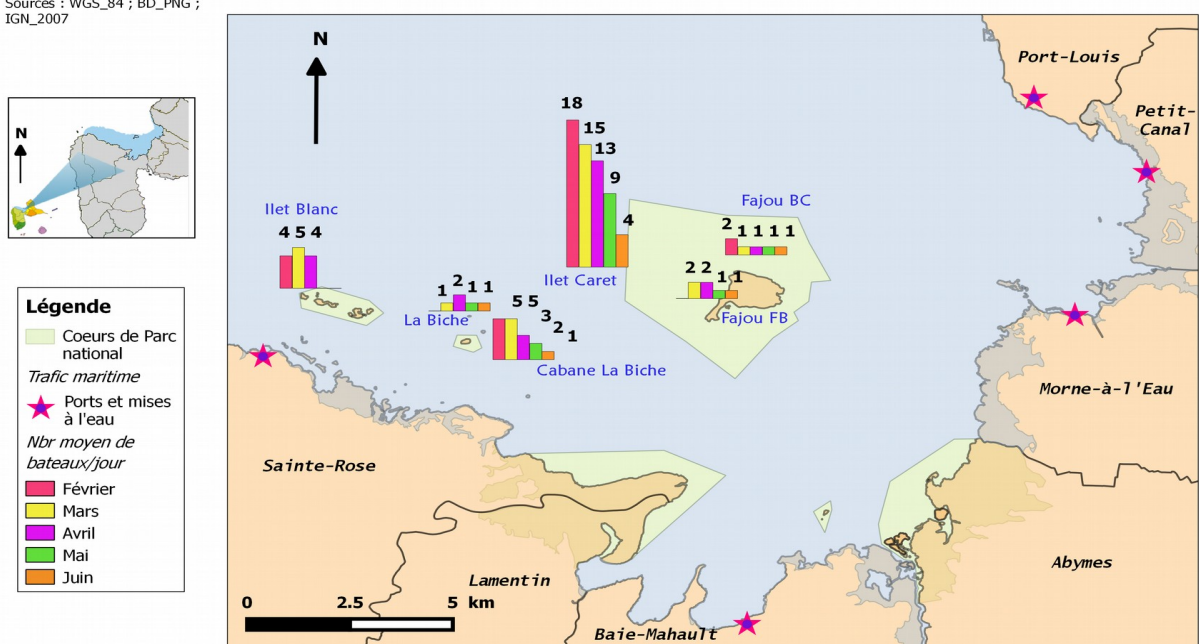 Sources : WGS_84 ; BD_PNG ;
IGN_2007
N
Légende
Coeurs de Parc
national
Trafic maritime
Ports et mises
à l'eau
Nbr moyen de
bateaux/jour
Février
Mars
Avril
Mai
Juin
N
Port-Louis
Petit-
Canal
18
15
13
9
4
Ilet Caret
Ilet Blanc
4 5 4
1 2 1 1
La Biche
5 5 3 2 1
Cabane La Biche
Fajou BC
2 1 1 1 1
2 2 1 1
Fajou FB
Morne-à-l'Eau
Sainte-Rose
Lamentin
Abymes
Baie-Mahault
0 2.5 5 km